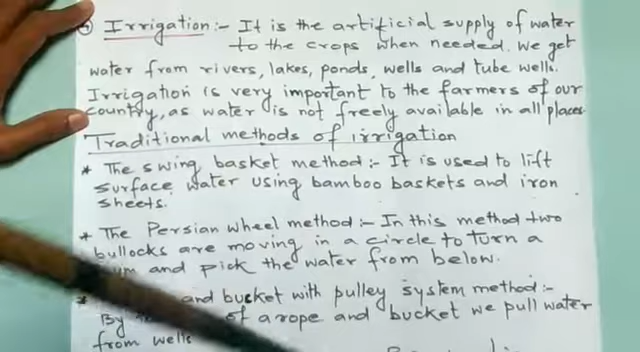 Irrigation :- It is the artificial supply of water
to the crops when needed. We get
water from rivers, lakes, ponds, wells and tube wells.
Irrigation is very important to the farmers of our
country, as water is not freely available in all places.
Traditional methods of irrigation
* The swing basket method :- It is used to lift
surface water using bamboo baskets and iron
sheets.
* The Persian Wheel method :- In this method two
bullocks are moving in a circle to turn a
and pick the water from below.
and bucket with pulley system method :-
By of a rope and bucket we pull water
from wells